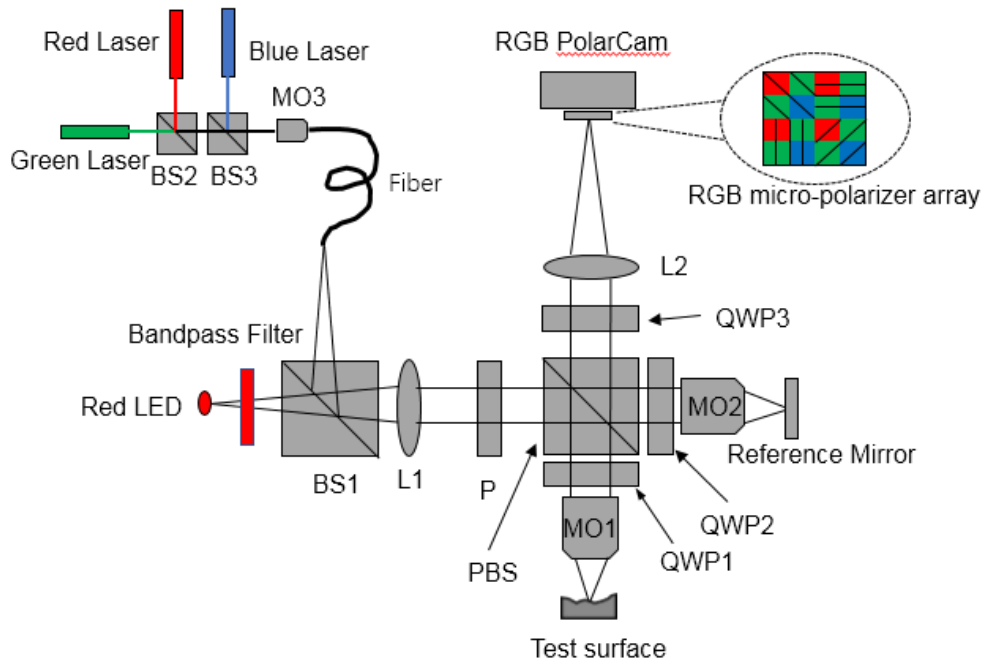 Red Laser
Blue Laser
MO3
Green Laser
BS2
BS3
Fiber
RGB PolarCam
RGB micro-polarizer array
L2
QWP3
Bandpass Filter
Red LED
BS1
L1
P
MO2
Reference Mirror
QWP2
MO1
QWP1
PBS
Test surface